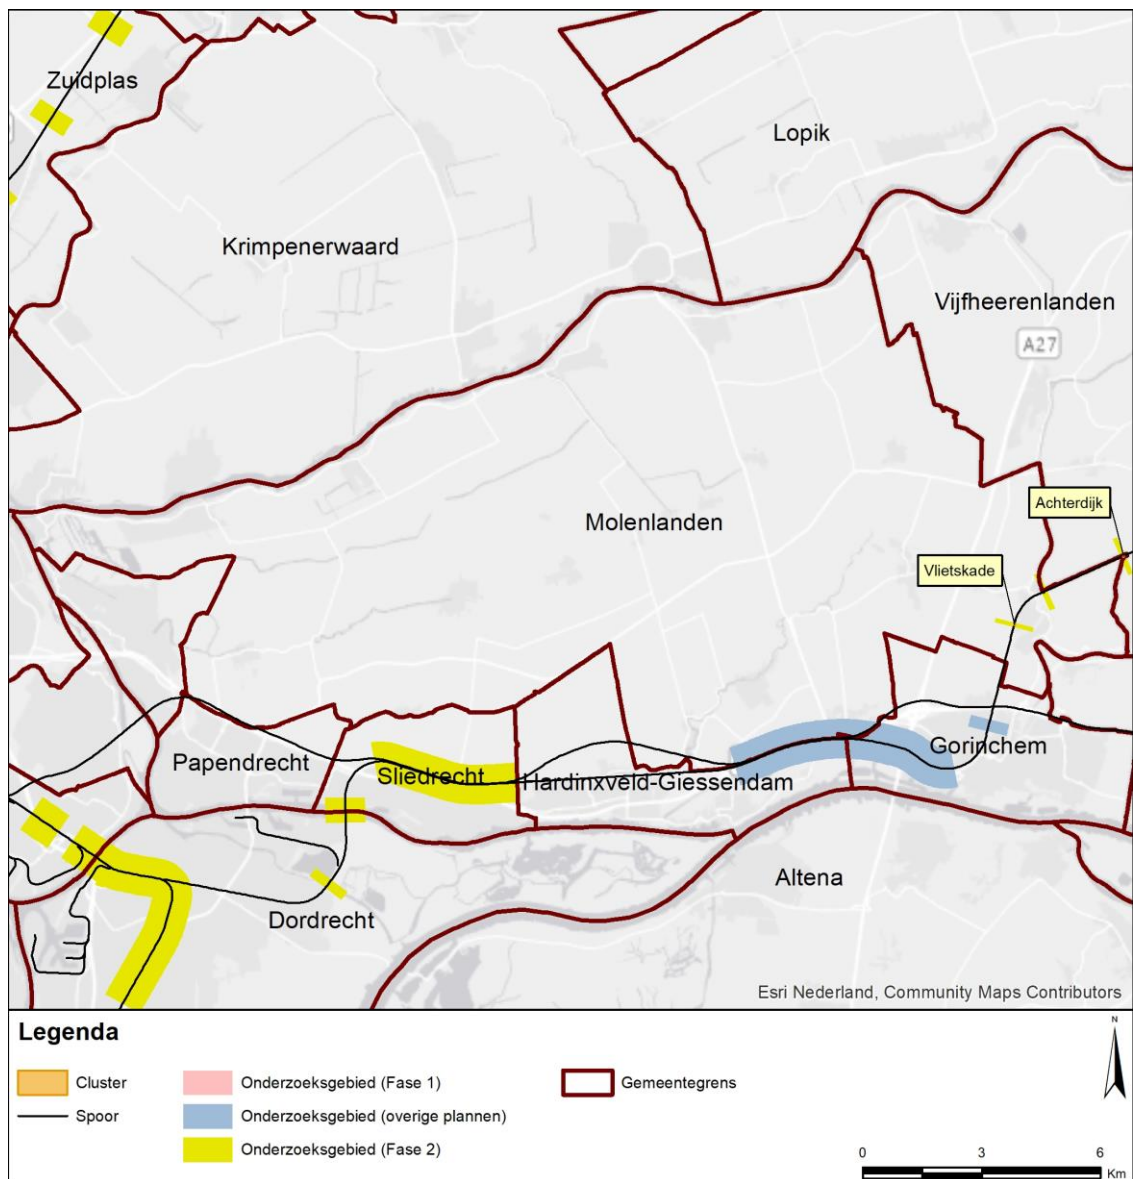 Zuidplas
Lopik
Krimpenerwaard
Vijfheerenlanden
A27
Achterdijk
Molenlanden
Vlietskade
Gorinchem
Papendrecht
Sliedrecht
Hardinxveld-Giessendam
Altena
Dordrecht
Esri Nederland, Community Maps Contributors
Legenda
N
Cluster
Onderzoeksgebied (Fase 1)
Gemeentegrens
Spoor
Onderzoeksgebied (overige plannen)
Onderzoeksgebied (Fase 2)
0 3 6
Km